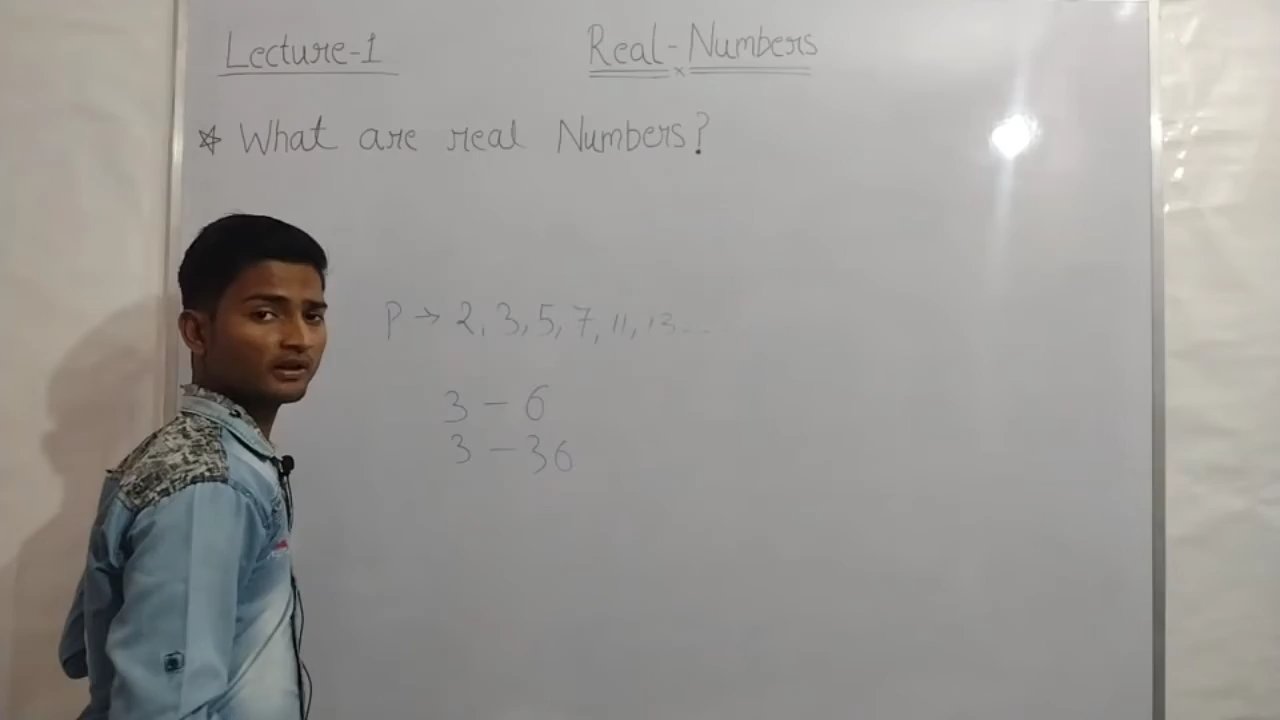 Lecture-1
Real-Numbers
☆ What are real Numbers?
P → 2, 3, 5, 7, 11, 13...
3 - 6
3 - 36